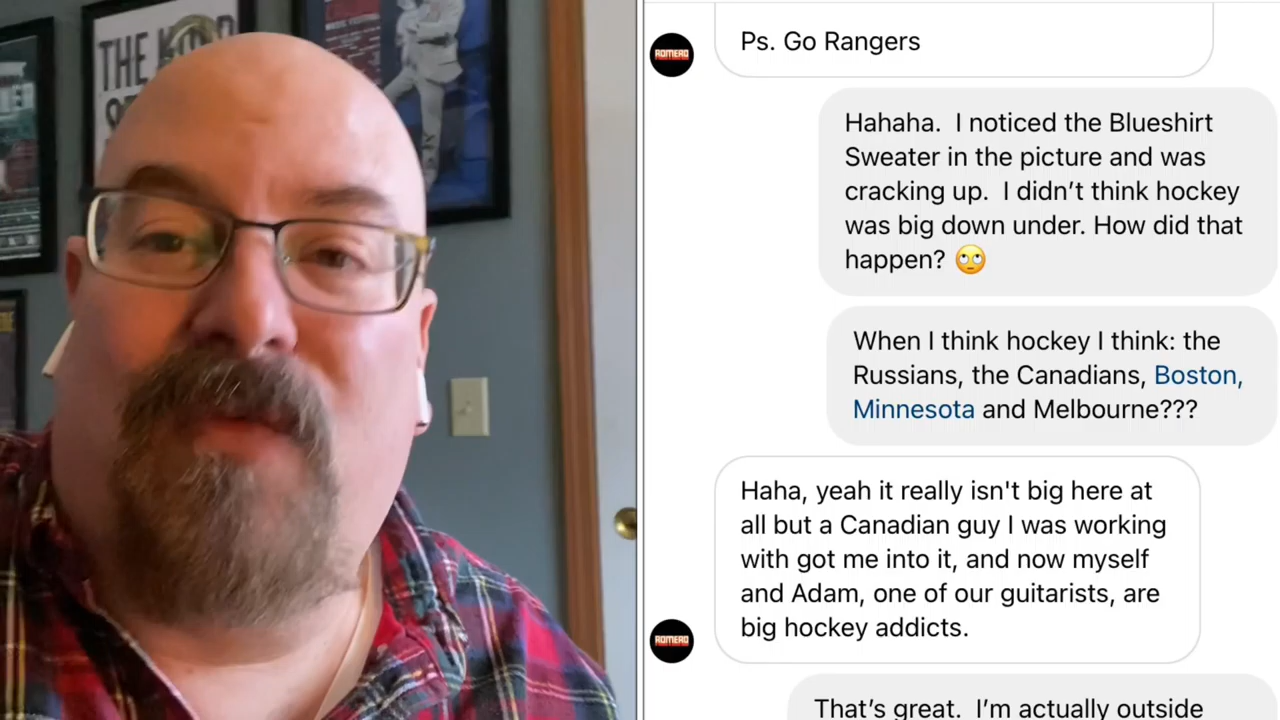 THE
Ps. Go Rangers
ROMERO
Hahaha.  I noticed the Blueshirt
Sweater in the picture and was
cracking up.  I didn’t think hockey
was big down under. How did that
happen? 🙄
When I think hockey I think: the
Russians, the Canadians, Boston,
Minnesota and Melbourne???
Haha, yeah it really isn't big here at
all but a Canadian guy I was working
with got me into it, and now myself
and Adam, one of our guitarists, are
big hockey addicts.
ROMERO
That’s great.  I’m actually outside